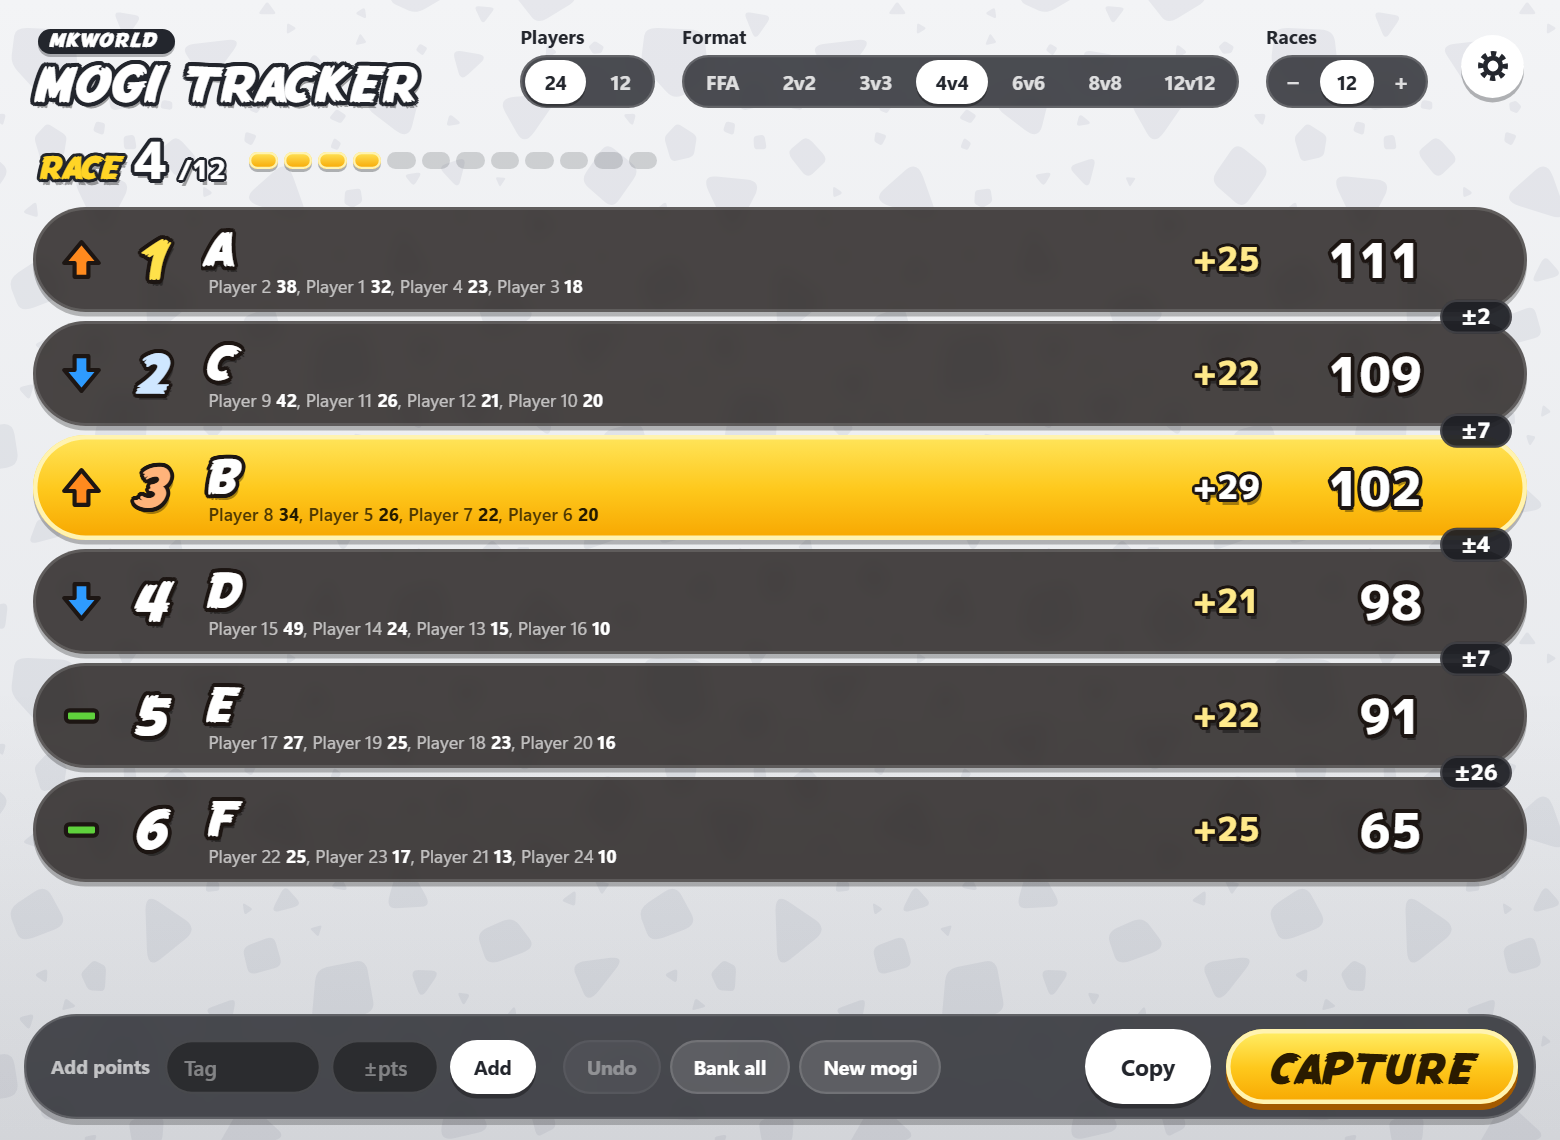 MKWORLD
MOGI TRACKER
Players
24 12
Format
FFA 2v2 3v3 4v4 6v6 8v8 12v12
Races
− 12 +
RACE 4 /12
1 A +25 111
Player 2 38, Player 1 32, Player 4 23, Player 3 18
±2
2 C +22 109
Player 9 42, Player 11 26, Player 12 21, Player 10 20
±7
3 B +29 102
Player 8 34, Player 5 26, Player 7 22, Player 6 20
±4
4 D +21 98
Player 15 49, Player 14 24, Player 13 15, Player 16 10
±7
5 E +22 91
Player 17 27, Player 19 25, Player 18 23, Player 20 16
±26
6 F +25 65
Player 22 25, Player 23 17, Player 21 13, Player 24 10
Add points Tag ±pts Add Undo Bank all New mogi Copy CAPTURE